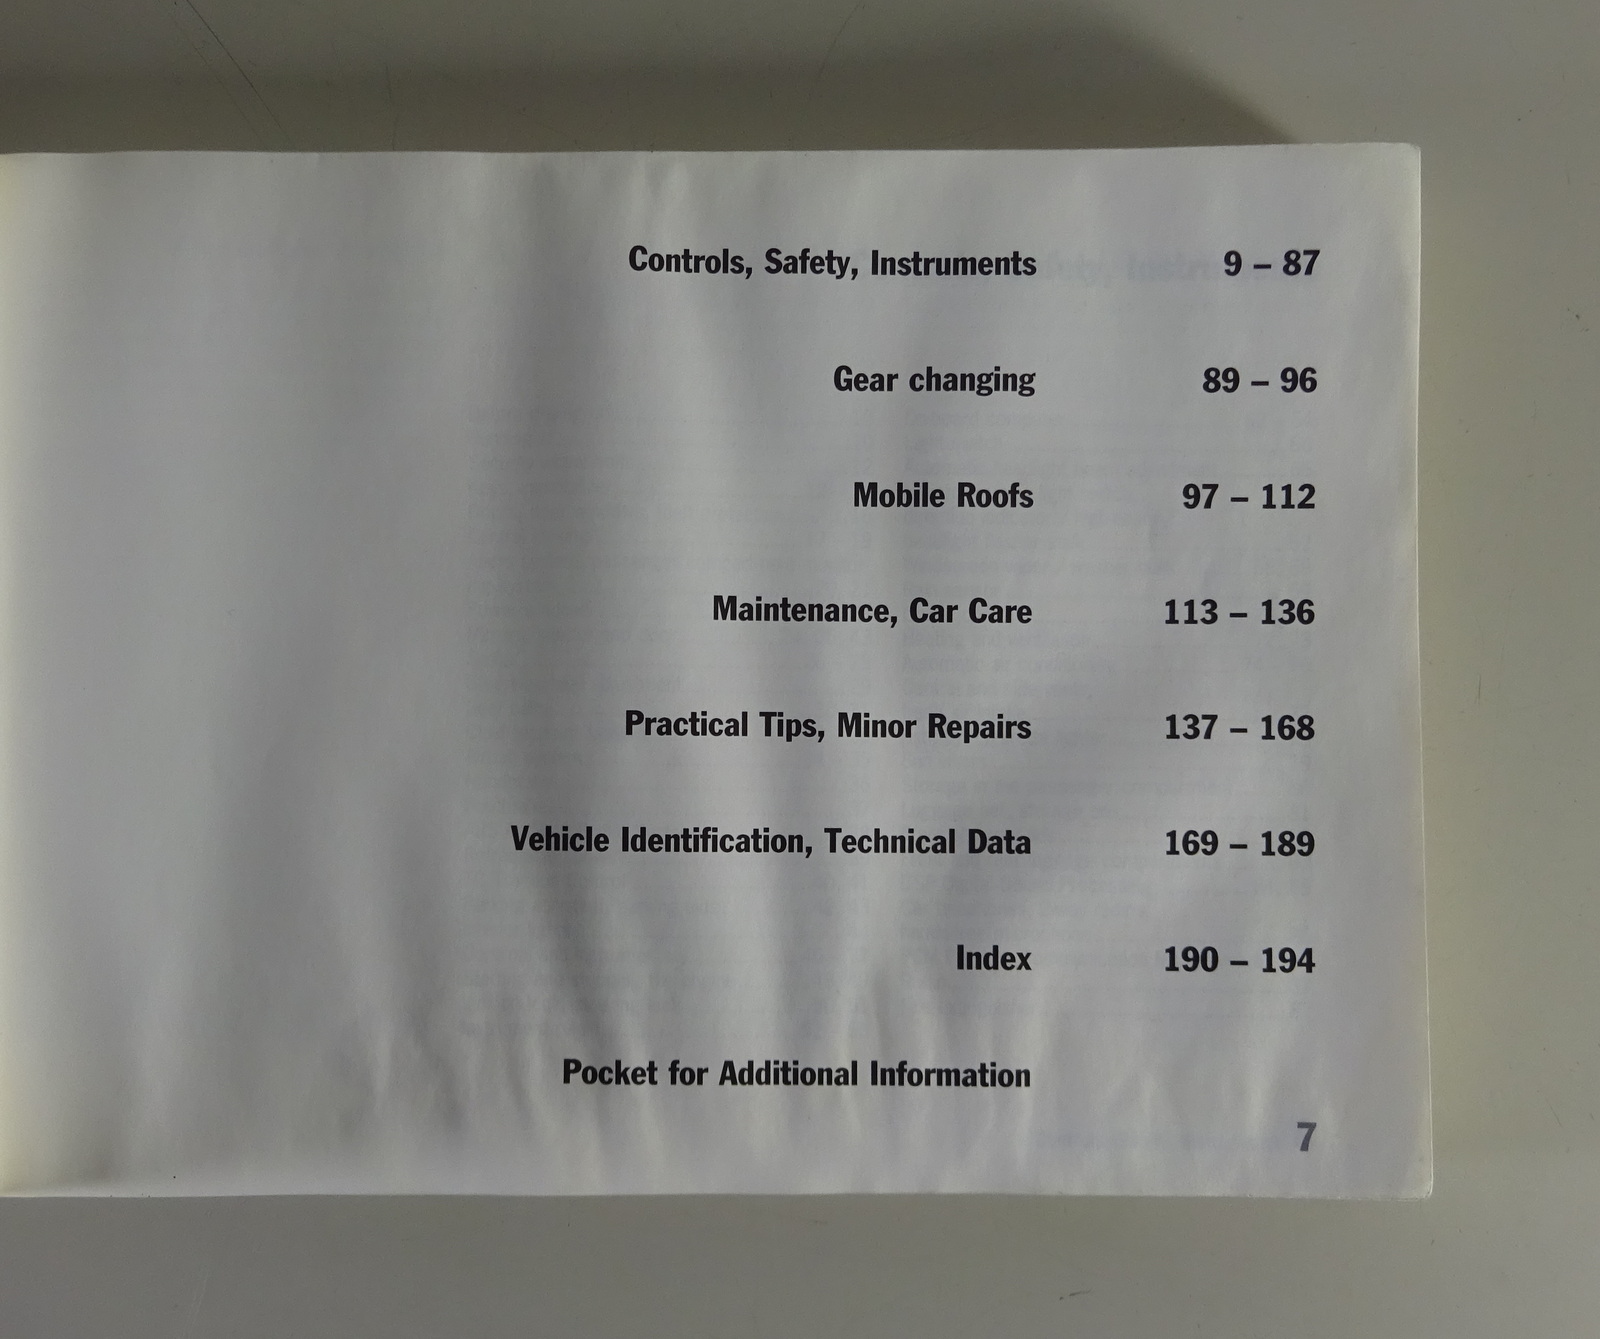 Controls, Safety, Instruments 9 – 87
Gear changing 89 – 96
Mobile Roofs 97 – 112
Maintenance, Car Care 113 – 136
Practical Tips, Minor Repairs 137 – 168
Vehicle Identification, Technical Data 169 – 189
Index 190 – 194
Pocket for Additional Information
7